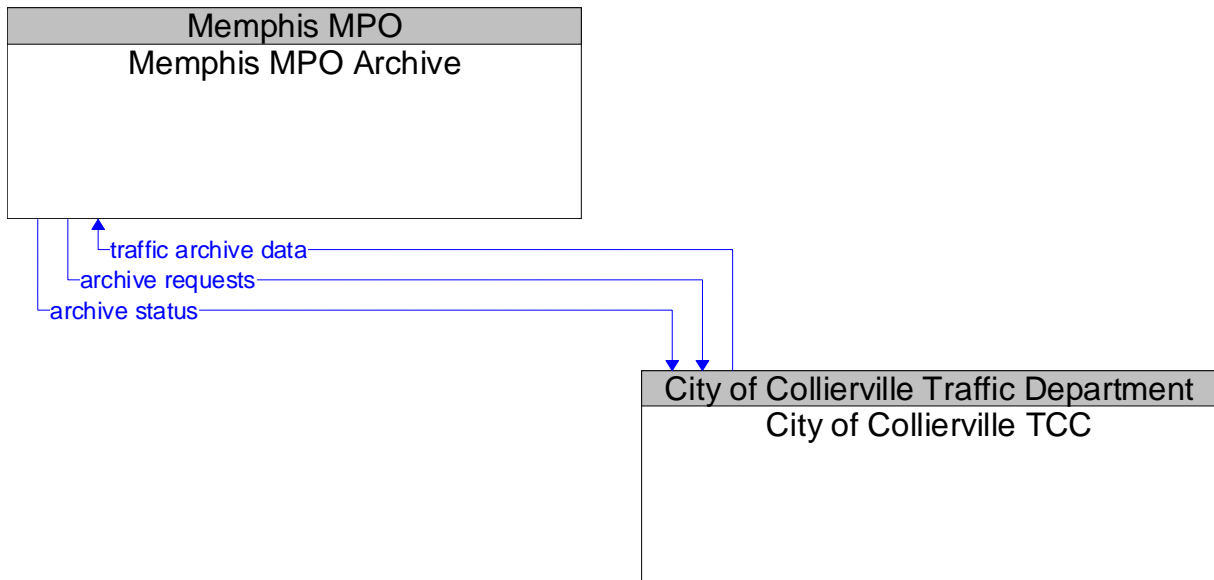 Memphis MPO
Memphis MPO Archive
traffic archive data
archive requests
archive status
City of Collierville Traffic Department
City of Collierville TCC